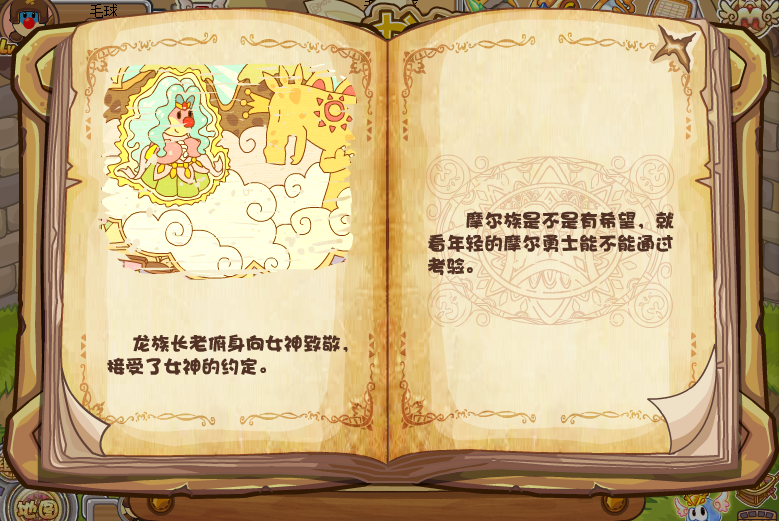 毛球
Lv
龙族长老俯身向女神致敬，
接受了女神的约定。
摩尔族是不是有希望，就
看年轻的摩尔勇士能不能通过
考验。
地图